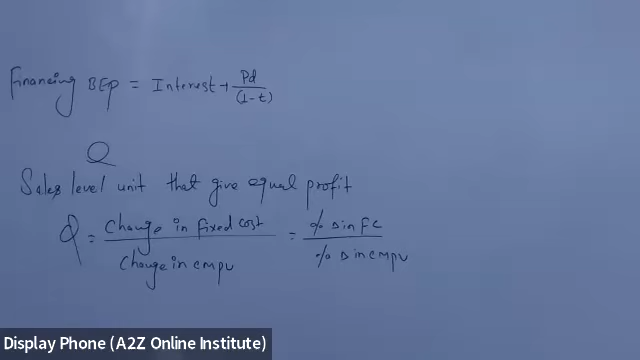 Financing BEP = Interest + Pd/(1-t)
Q
Sales level unit that give equal profit
Q = Change in fixed cost/Change in cmpu = % Δ in FC/% Δ in cmpu
Display Phone (A2Z Online Institute)